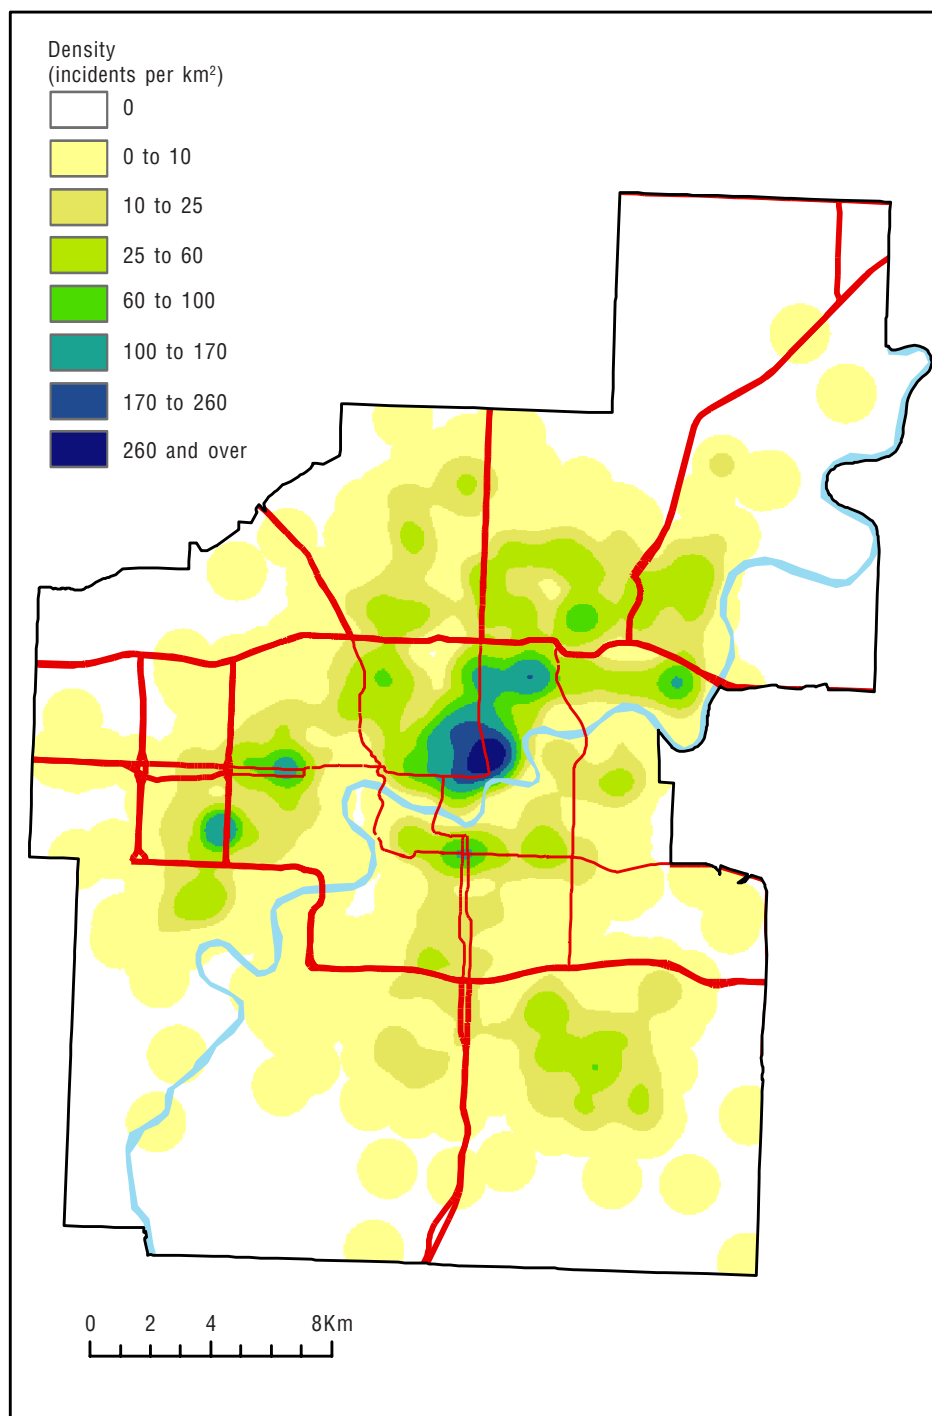 Density
(incidents per km²)
0
0 to 10
10 to 25
25 to 60
60 to 100
100 to 170
170 to 260
260 and over
0 2 4 8Km